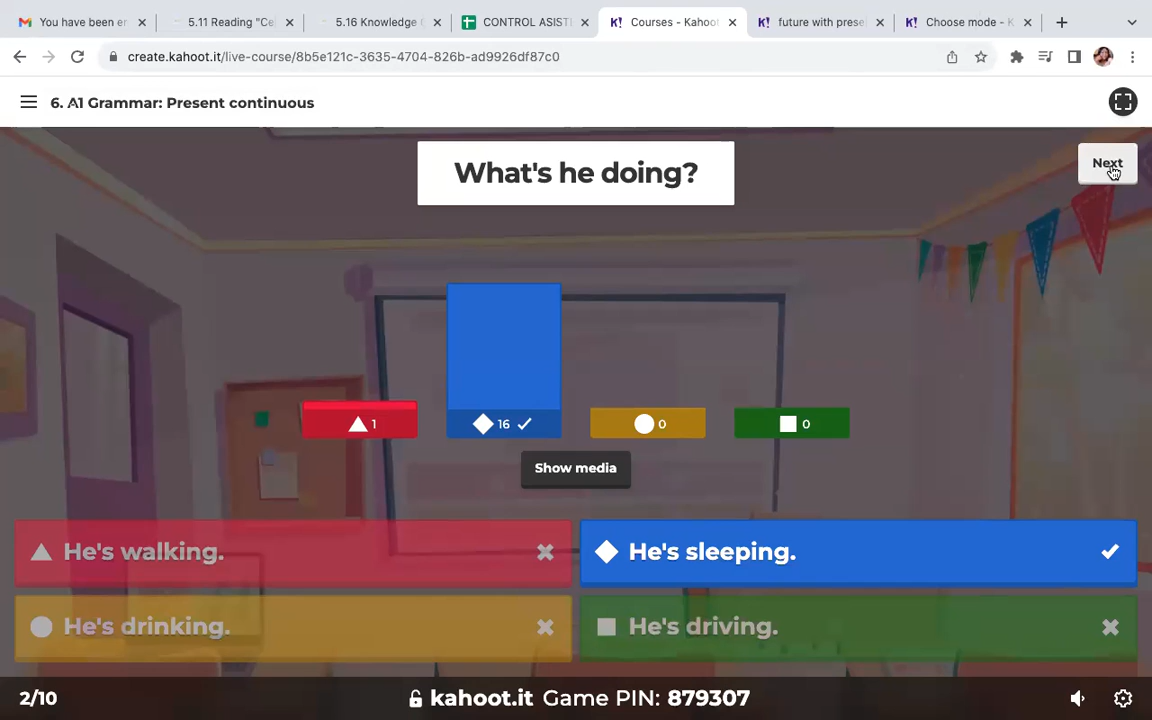 You have been er
5.11 Reading "Ce
5.16 Knowledge
CONTROL ASIST
Courses - Kahoot
future with prese
Choose mode - K
create.kahoot.it/live-course/8b5e121c-3635-4704-826b-ad9926df87c0
6. A1 Grammar: Present continuous
What's he doing?
Next
1
16
0
0
Show media
He's walking.
He's sleeping.
He's drinking.
He's driving.
2/10
kahoot.it Game PIN: 879307